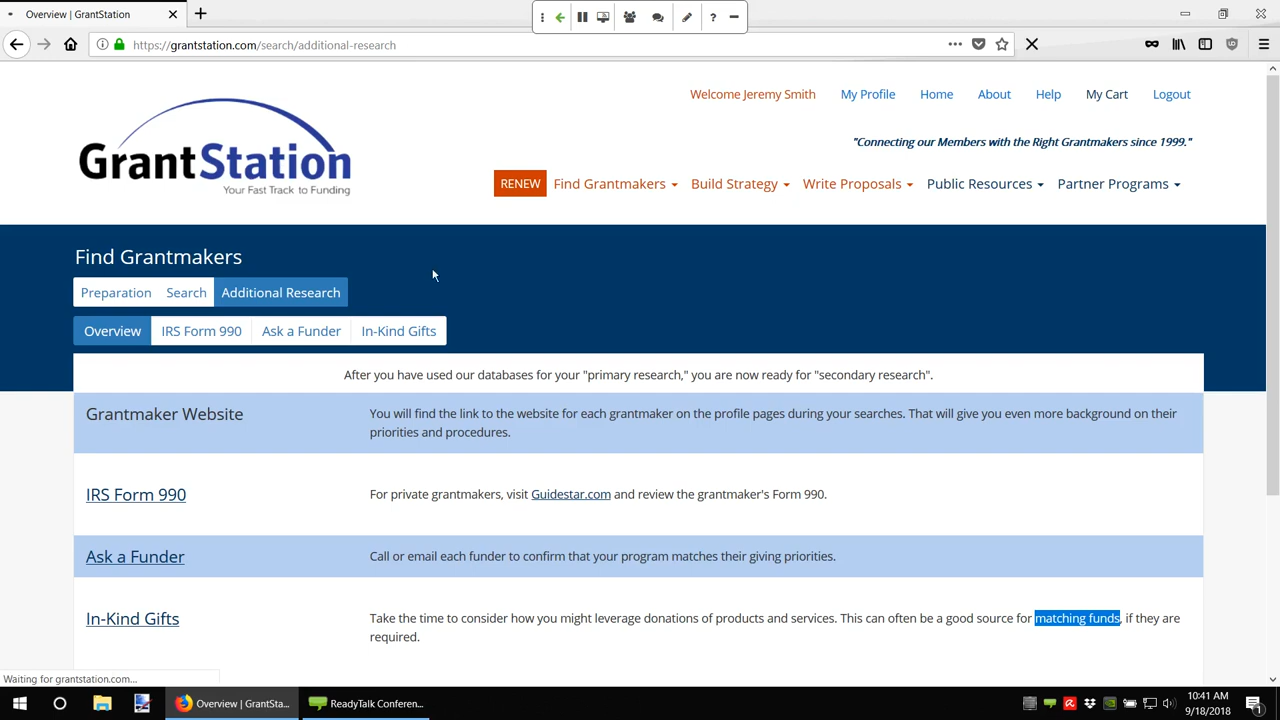 Overview | GrantStation
https://grantstation.com/search/additional-research
Welcome Jeremy Smith
My Profile
Home
About
Help
My Cart
Logout
GrantStation
Your Fast Track to Funding
"Connecting our Members with the Right Grantmakers since 1999."
RENEW
Find Grantmakers
Build Strategy
Write Proposals
Public Resources
Partner Programs
Find Grantmakers
Preparation
Search
Additional Research
Overview
IRS Form 990
Ask a Funder
In-Kind Gifts
After you have used our databases for your "primary research," you are now ready for "secondary research".
Grantmaker Website
You will find the link to the website for each grantmaker on the profile pages during your searches. That will give you even more background on their
priorities and procedures.
IRS Form 990
For private grantmakers, visit Guidestar.com and review the grantmaker's Form 990.
Ask a Funder
Call or email each funder to confirm that your program matches their giving priorities.
In-Kind Gifts
Take the time to consider how you might leverage donations of products and services. This can often be a good source for matching funds, if they are
required.
Waiting for grantstation.com...
Overview | GrantSta...
ReadyTalk Conferen...
10:41 AM
9/18/2018
1